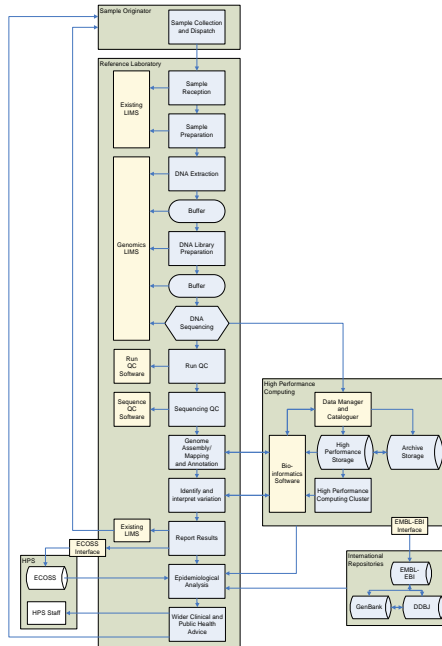 Sample Originator
Sample Collection
and Dispatch
Reference Laboratory
Existing
LIMS
Sample
Reception
Sample
Preparation
Genomics
LIMS
DNA Extraction
Buffer
DNA Library
Preparation
Buffer
DNA
Sequencing
Run
QC
Software
Run QC
Sequence
QC
Software
Sequencing QC
Genome
Assembly/
Mapping
and Annotation
Identify and
interpret variation
Existing
LIMS
Report Results
ECOSS
Interface
HPS
ECOSS
Epidemiological
Analysis
HPS Staff
Wider Clinical and
Public Health
Advice
High Performance
Computing
Data Manager
and
Cataloguer
Bio-
informatics
Software
High
Performance
Storage
Archive
Storage
High Performance
Computing Cluster
EMBL-EBI
Interface
International
Repositories
EMBL-
EBI
GenBank
DDBJ